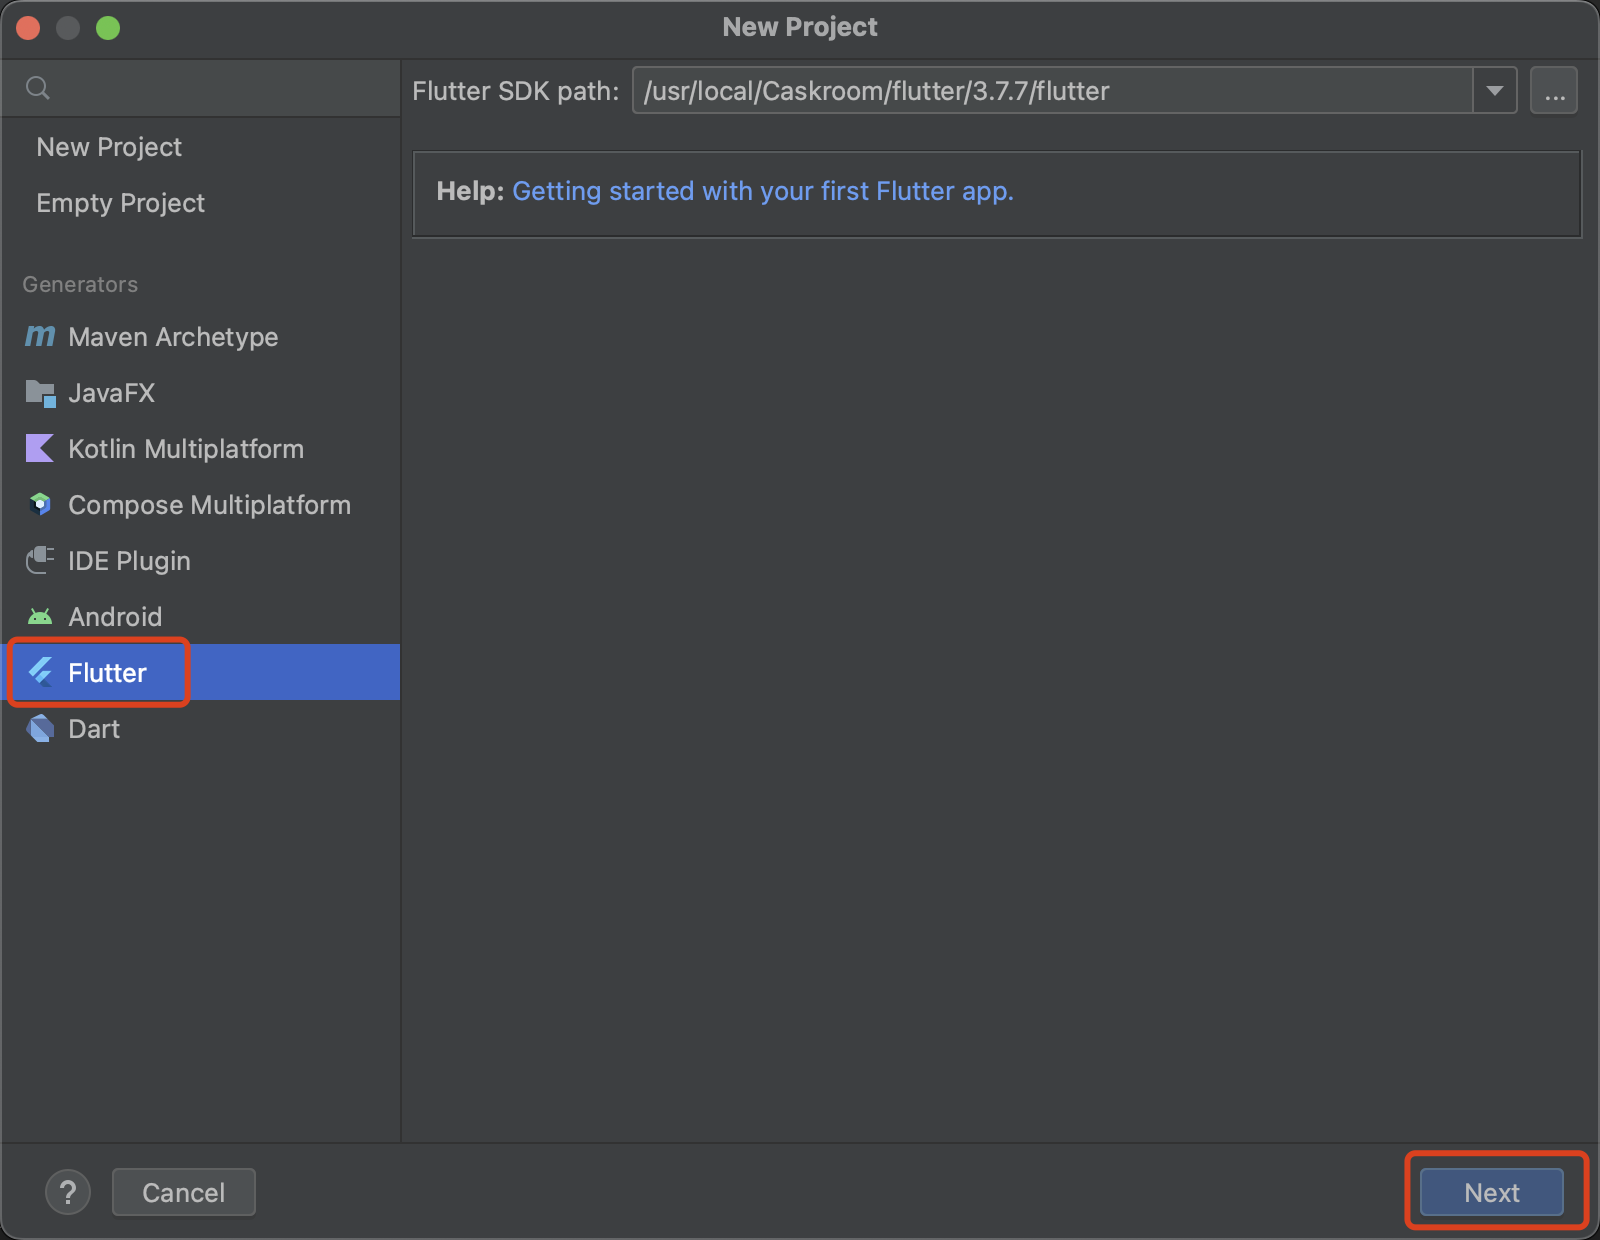 New Project
Flutter SDK path: /usr/local/Caskroom/flutter/3.7.7/flutter ...
Help: Getting started with your first Flutter app.
New Project
Empty Project
Generators
Maven Archetype
JavaFX
Kotlin Multiplatform
Compose Multiplatform
IDE Plugin
Android
Flutter
Dart
? Cancel Next